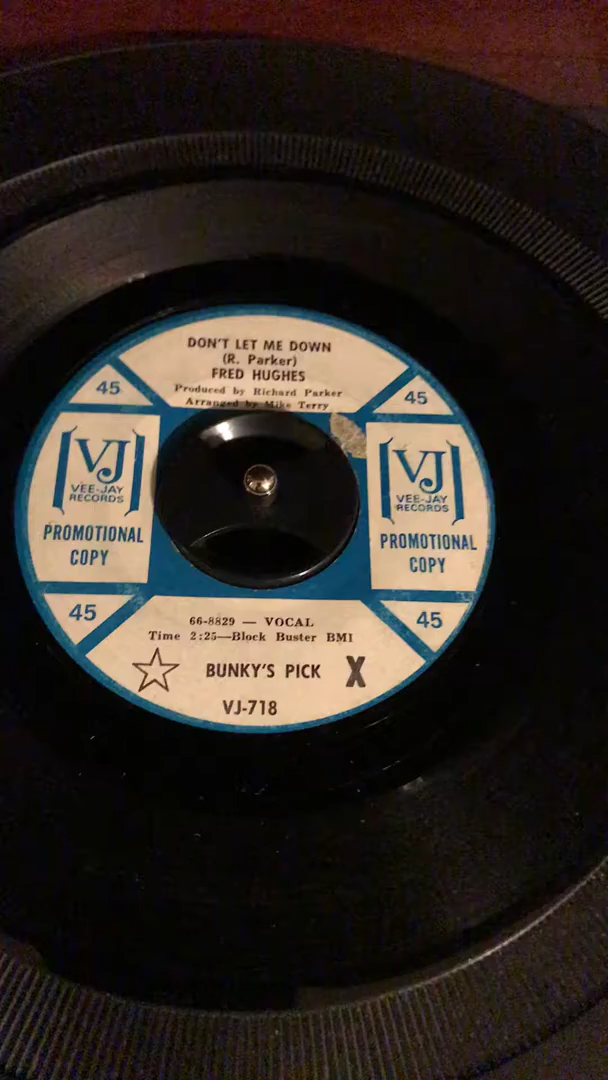 DON'T LET ME DOWN
(R. Parker)
FRED HUGHES
Produced by Richard Parker
Arranged by Mike Terry
45
45
VJ
VEE-JAY
RECORDS
PROMOTIONAL
COPY
VJ
VEE-JAY
RECORDS
PROMOTIONAL
COPY
45
45
66-8829 — VOCAL
Time 2:25—Block Buster BMI
BUNKY'S PICK X
VJ-718